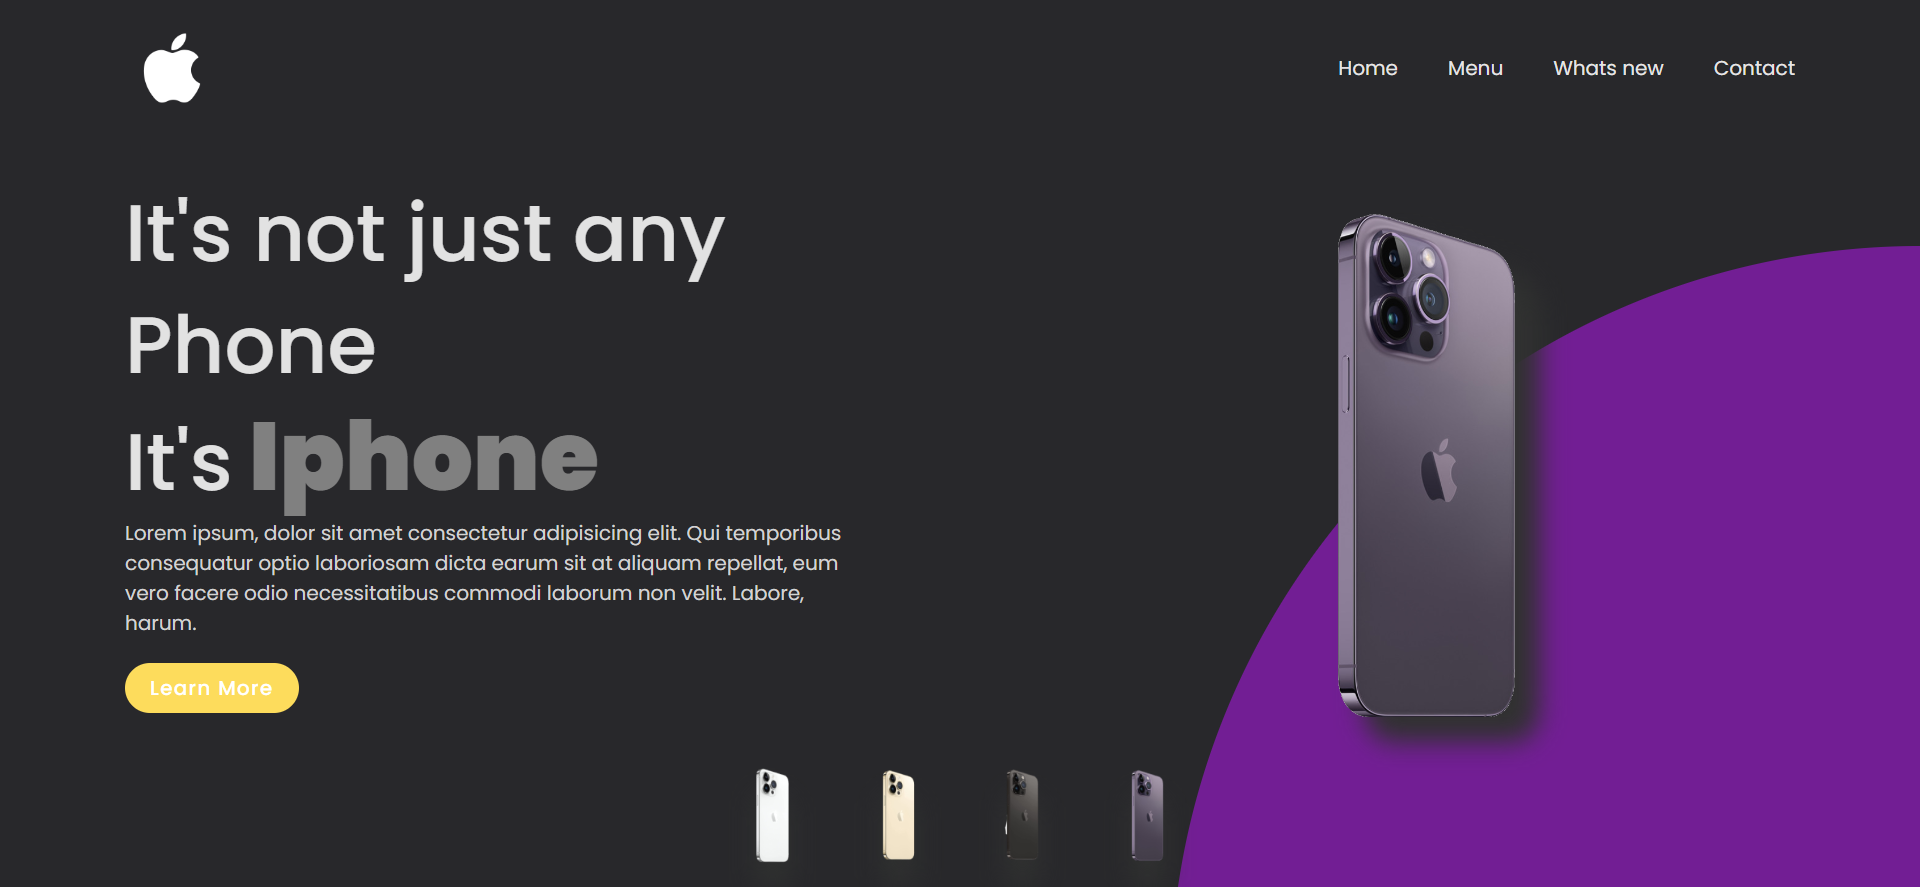 Home Menu Whats new Contact
It's not just any
Phone
It's Iphone
Lorem ipsum, dolor sit amet consectetur adipisicing elit. Qui temporibus
consequatur optio laboriosam dicta earum sit at aliquam repellat, eum
vero facere odio necessitatibus commodi laborum non velit. Labore,
harum.
Learn More